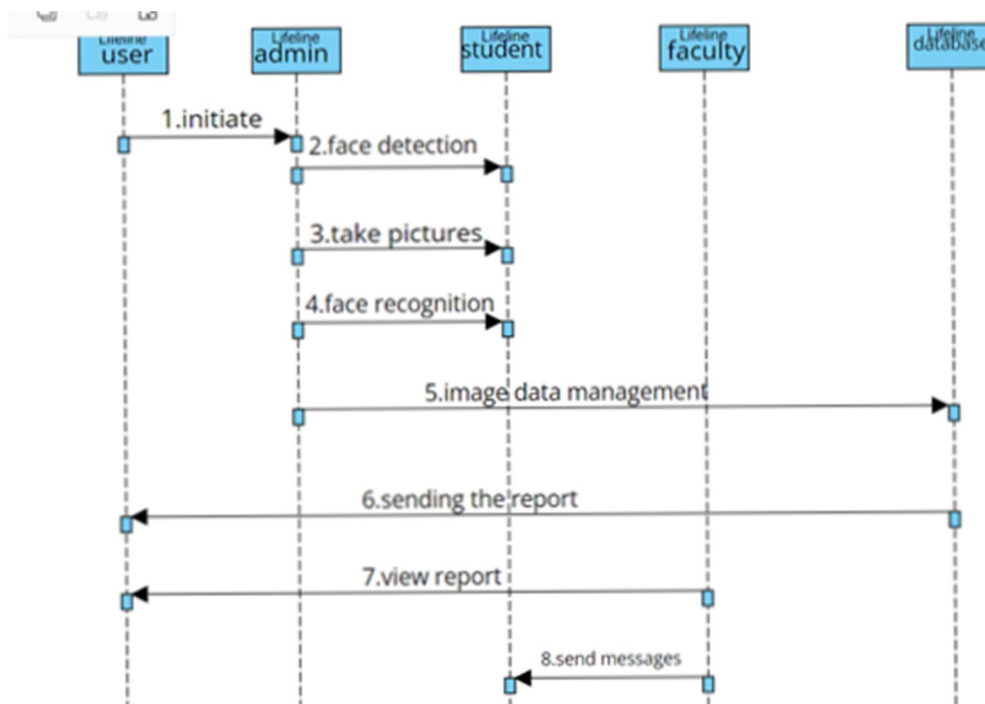 Lifeline
user
Lifeline
admin
Lifeline
student
Lifeline
faculty
Lifeline
database
1.initiate
2.face detection
3.take pictures
4.face recognition
5.image data management
6.sending the report
7.view report
8.send messages